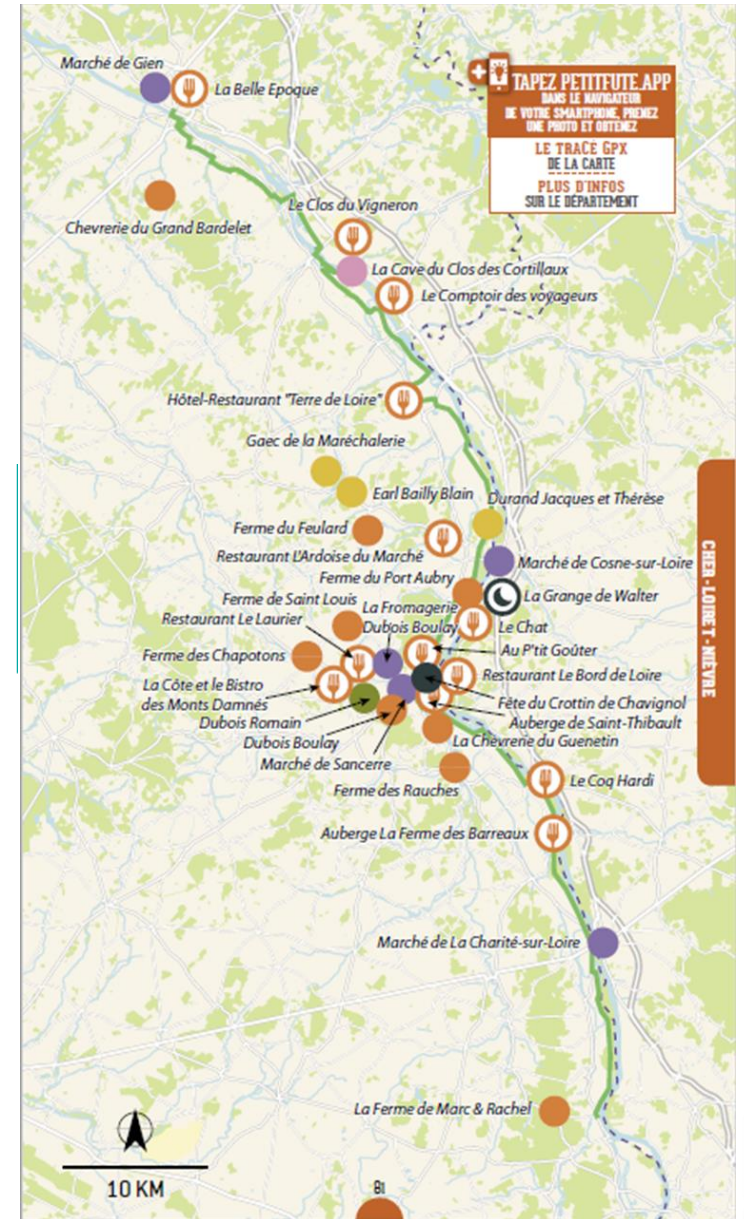 Marché de Gien
La Belle Epoque
TAPEZ PETITFUTE.APP
DANS LE NAVIGATEUR
DE VOTRE SMARTPHONE, PRENEZ
UNE PHOTO ET OBTENEZ
LE TRACÉ GPX
DE LA CARTE
PLUS D'INFOS
SUR LE DÉPARTEMENT
Chevrerie du Grand Bardelet
Le Clos du Vigneron
La Cave du Clos des Cortillaux
Le Comptoir des voyageurs
Hôtel-Restaurant "Terre de Loire"
Gaec de la Maréchalerie
Earl Bailly Blain
Durand Jacques et Thérèse
Ferme du Feulard
Restaurant L'Ardoise du Marché
Marché de Cosne-sur-Loire
Ferme du Port Aubry
La Grange de Walter
Ferme de Saint Louis
La Fromagerie
Dubois Boulay
Restaurant Le Laurier
Le Chat
Au P'tit Goûter
Ferme des Chapotons
Restaurant Le Bord de Loire
La Côte et le Bistro
des Monts Damnés
Fête du Crottin de Chavignol
Dubois Romain
Auberge de Saint-Thibault
Dubois Boulay
La Chèvrerie du Guenetin
Marché de Sancerre
Ferme des Rauches
Le Coq Hardi
Auberge La Ferme des Barreaux
Marché de La Charité-sur-Loire
La Ferme de Marc & Rachel
CHER - LOIRET - NIÈVRE
10 KM
81